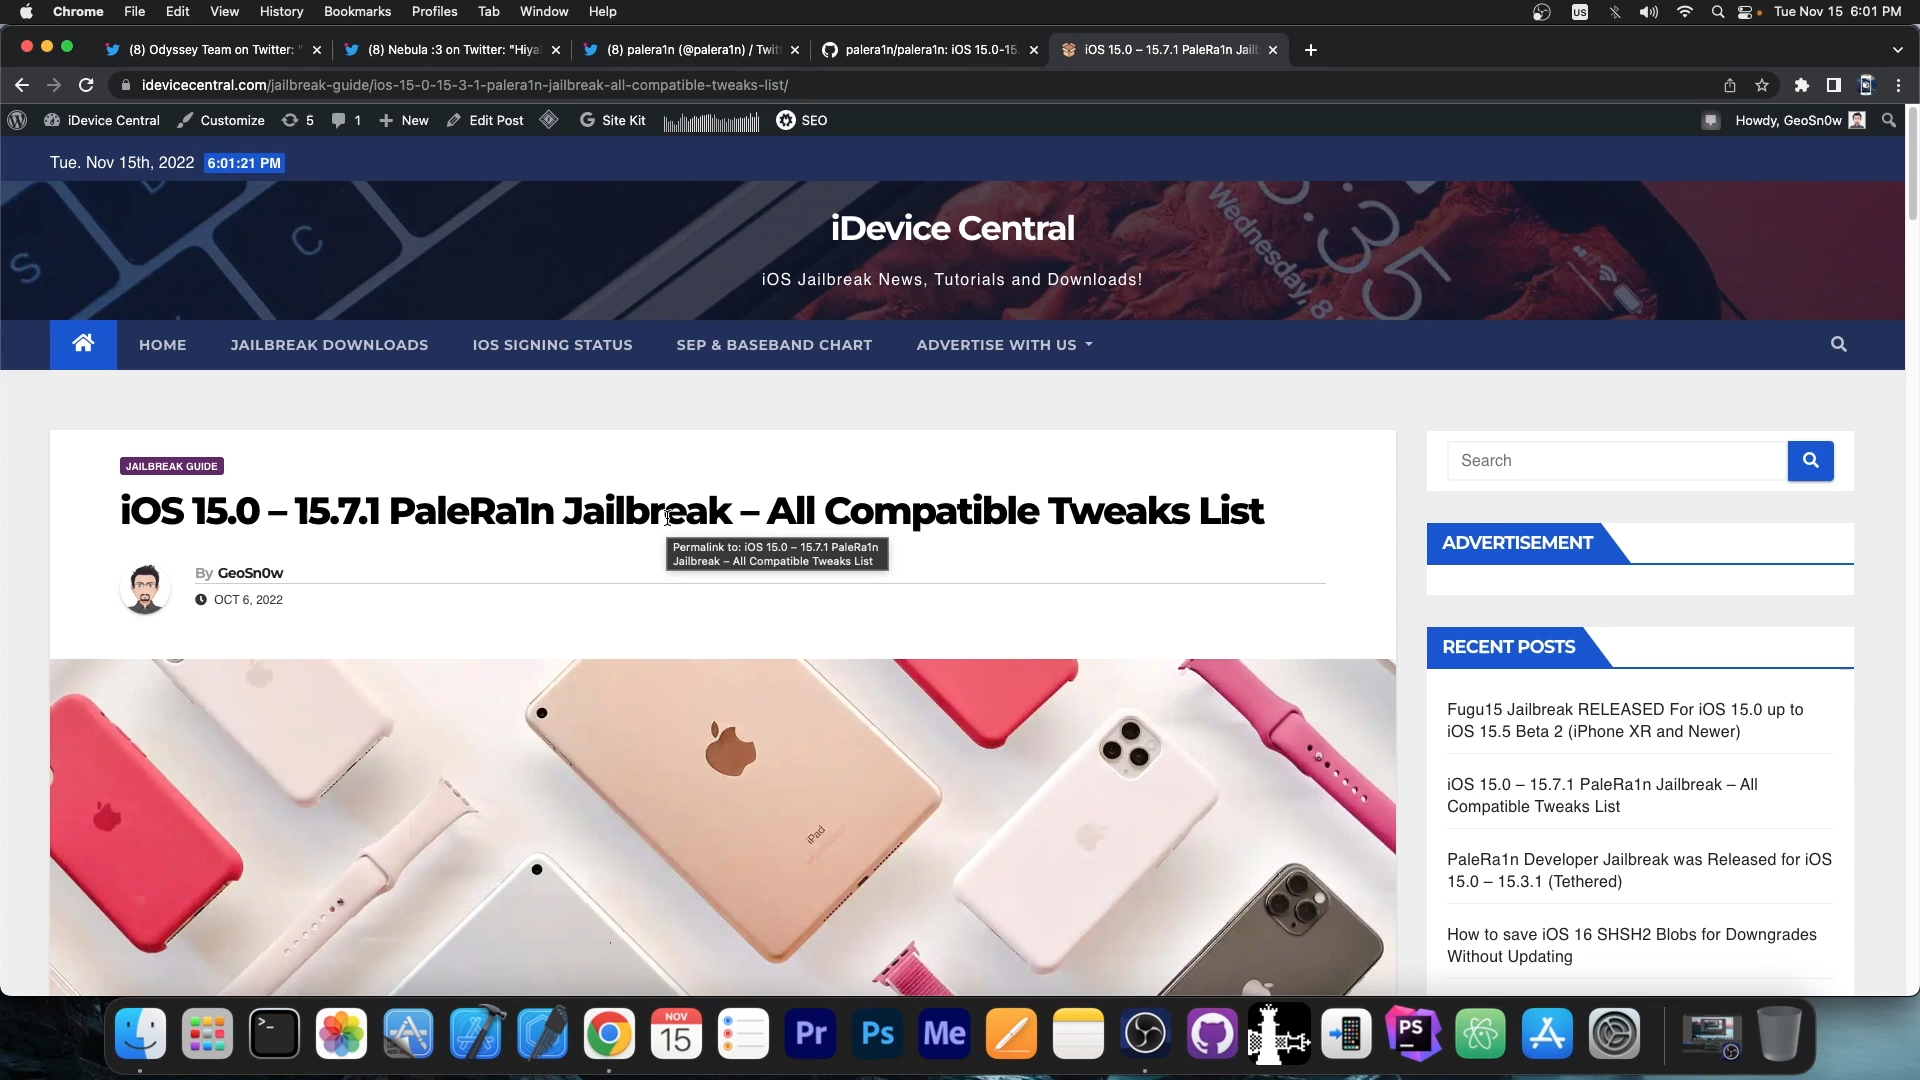 Chrome File Edit View History Bookmarks Profiles Tab Window Help
US Tue Nov 15 6:01 PM
(8) Odyssey Team on Twitter: "
(8) Nebula :3 on Twitter: "Hiya
(8) palera1n (@palera1n) / Twit
palera1n/palera1n: iOS 15.0-15.
iOS 15.0 – 15.7.1 PaleRa1n Jail
idevicecentral.com/jailbreak-guide/ios-15-0-15-3-1-palera1n-jailbreak-all-compatible-tweaks-list/
iDevice Central Customize 5 1 New Edit Post Site Kit SEO
Howdy, GeoSn0w
Tue. Nov 15th, 2022 6:01:21 PM
S
C
Wednesday, 8
5:35
iDevice Central
iOS Jailbreak News, Tutorials and Downloads!
HOME JAILBREAK DOWNLOADS IOS SIGNING STATUS SEP & BASEBAND CHART ADVERTISE WITH US
JAILBREAK GUIDE
iOS 15.0 – 15.7.1 PaleRa1n Jailbreak – All Compatible Tweaks List
Permalink to: iOS 15.0 – 15.7.1 PaleRa1n
Jailbreak – All Compatible Tweaks List
By GeoSn0w
OCT 6, 2022
iPad
Search
ADVERTISEMENT
RECENT POSTS
Fugu15 Jailbreak RELEASED For iOS 15.0 up to
iOS 15.5 Beta 2 (iPhone XR and Newer)
iOS 15.0 – 15.7.1 PaleRa1n Jailbreak – All
Compatible Tweaks List
PaleRa1n Developer Jailbreak was Released for iOS
15.0 – 15.3.1 (Tethered)
How to save iOS 16 SHSH2 Blobs for Downgrades
Without Updating
NOV
15
Pr
Ps
Me
PS